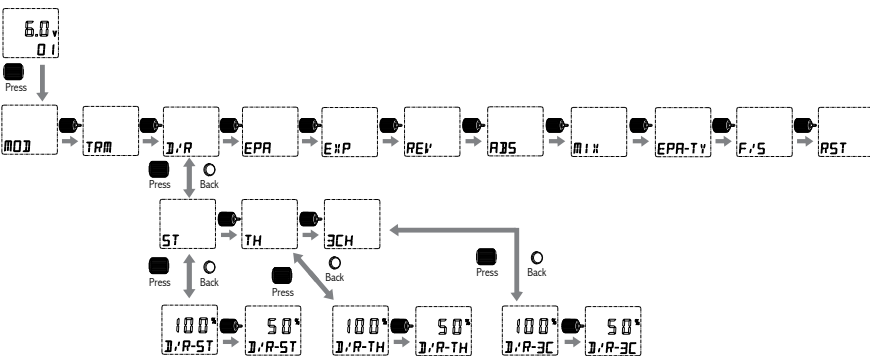 6.0v
01
Press
MOD TRM D/R EPA EXP REV ABS MIX EPA-TY F/S RST
Press Back
ST TH 3CH
Press Back
Press Back
Press Back
100% 50% 100% 50% 100% 50%
D/R-ST D/R-ST D/R-TH D/R-TH D/R-3C D/R-3C